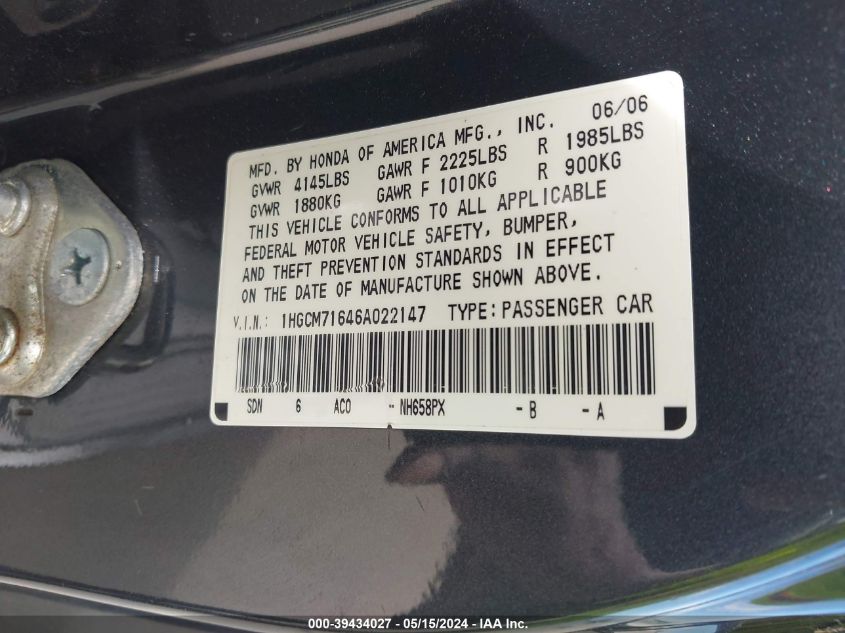 06/06
MFD. BY HONDA OF AMERICA MFG., INC.
GVWR 4145LBS GAWR F 2225LBS R 1985LBS
GVWR 1880KG GAWR F 1010KG R 900KG
THIS VEHICLE CONFORMS TO ALL APPLICABLE
FEDERAL MOTOR VEHICLE SAFETY, BUMPER,
AND THEFT PREVENTION STANDARDS IN EFFECT
ON THE DATE OF MANUFACTURE SHOWN ABOVE.
V.I.N.: 1HGCM71646A022147 TYPE: PASSENGER CAR
SDN 6 ACO - NH658PX - B - A
000-39434027 - 05/15/2024 - IAA Inc.